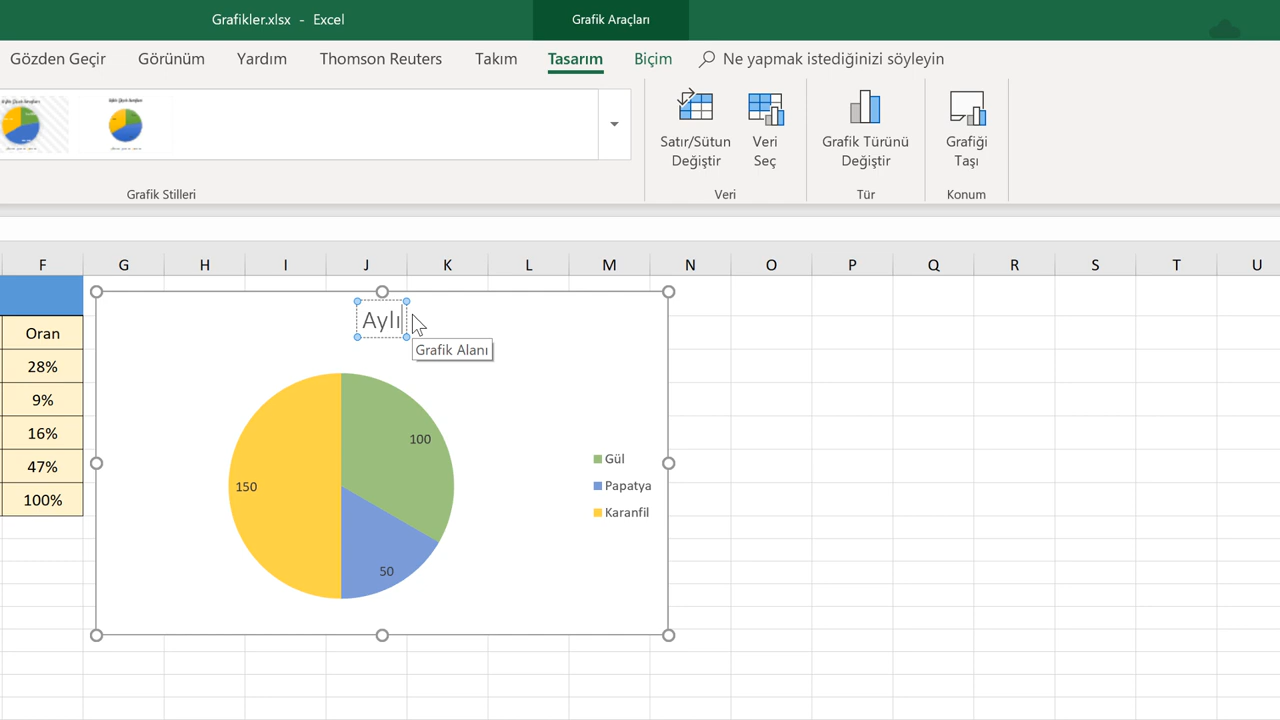 Grafikler.xlsx - Excel
Grafik Araçları
Gözden Geçir Görünüm Yardım Thomson Reuters Takım Tasarım Biçim Ne yapmak istediğinizi söyleyin
Satır/Sütun Değiştir
Veri Seç
Grafik Türünü Değiştir
Grafiği Taşı
Grafik Stilleri
Veri
Tür
Konum
F G H I J K L M N O P Q R S T U
Oran
28%
9%
16%
47%
100%
Aylı
Grafik Alanı
100
150
50
Gül
Papatya
Karanfil